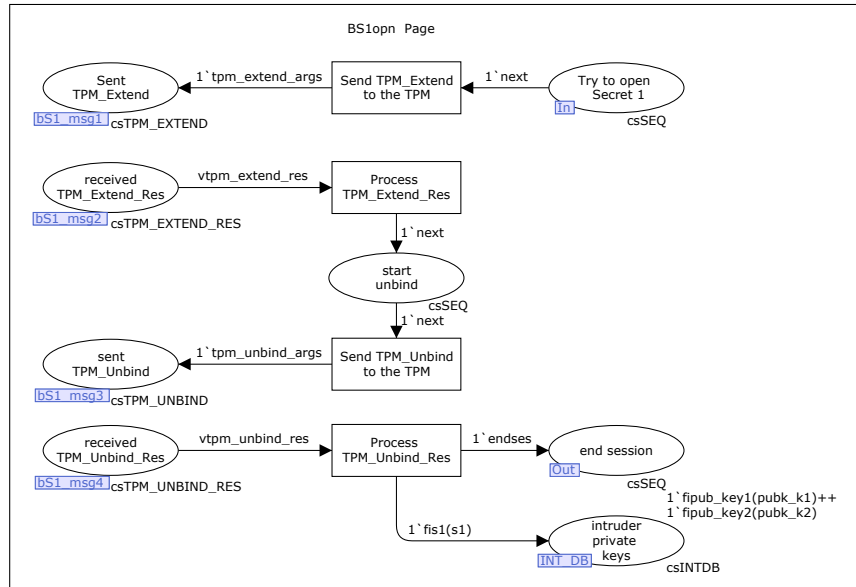 BS1opn Page
Sent
TPM_Extend
bS1_msg1
csTPM_EXTEND
1`tpm_extend_args
Send TPM_Extend
to the TPM
1`next
Try to open
Secret 1
In
csSEQ
received
TPM_Extend_Res
bS1_msg2
csTPM_EXTEND_RES
vtpm_extend_res
Process
TPM_Extend_Res
1`next
start
unbind
csSEQ
1`next
sent
TPM_Unbind
bS1_msg3
csTPM_UNBIND
1`tpm_unbind_args
Send TPM_Unbind
to the TPM
received
TPM_Unbind_Res
bS1_msg4
csTPM_UNBIND_RES
vtpm_unbind_res
Process
TPM_Unbind_Res
1`endses
end session
Out
csSEQ
1`fipub_key1(pubk_k1)++
1`fipub_key2(pubk_k2)
1`fis1(s1)
intruder
private
keys
INT_DB
csINTDB